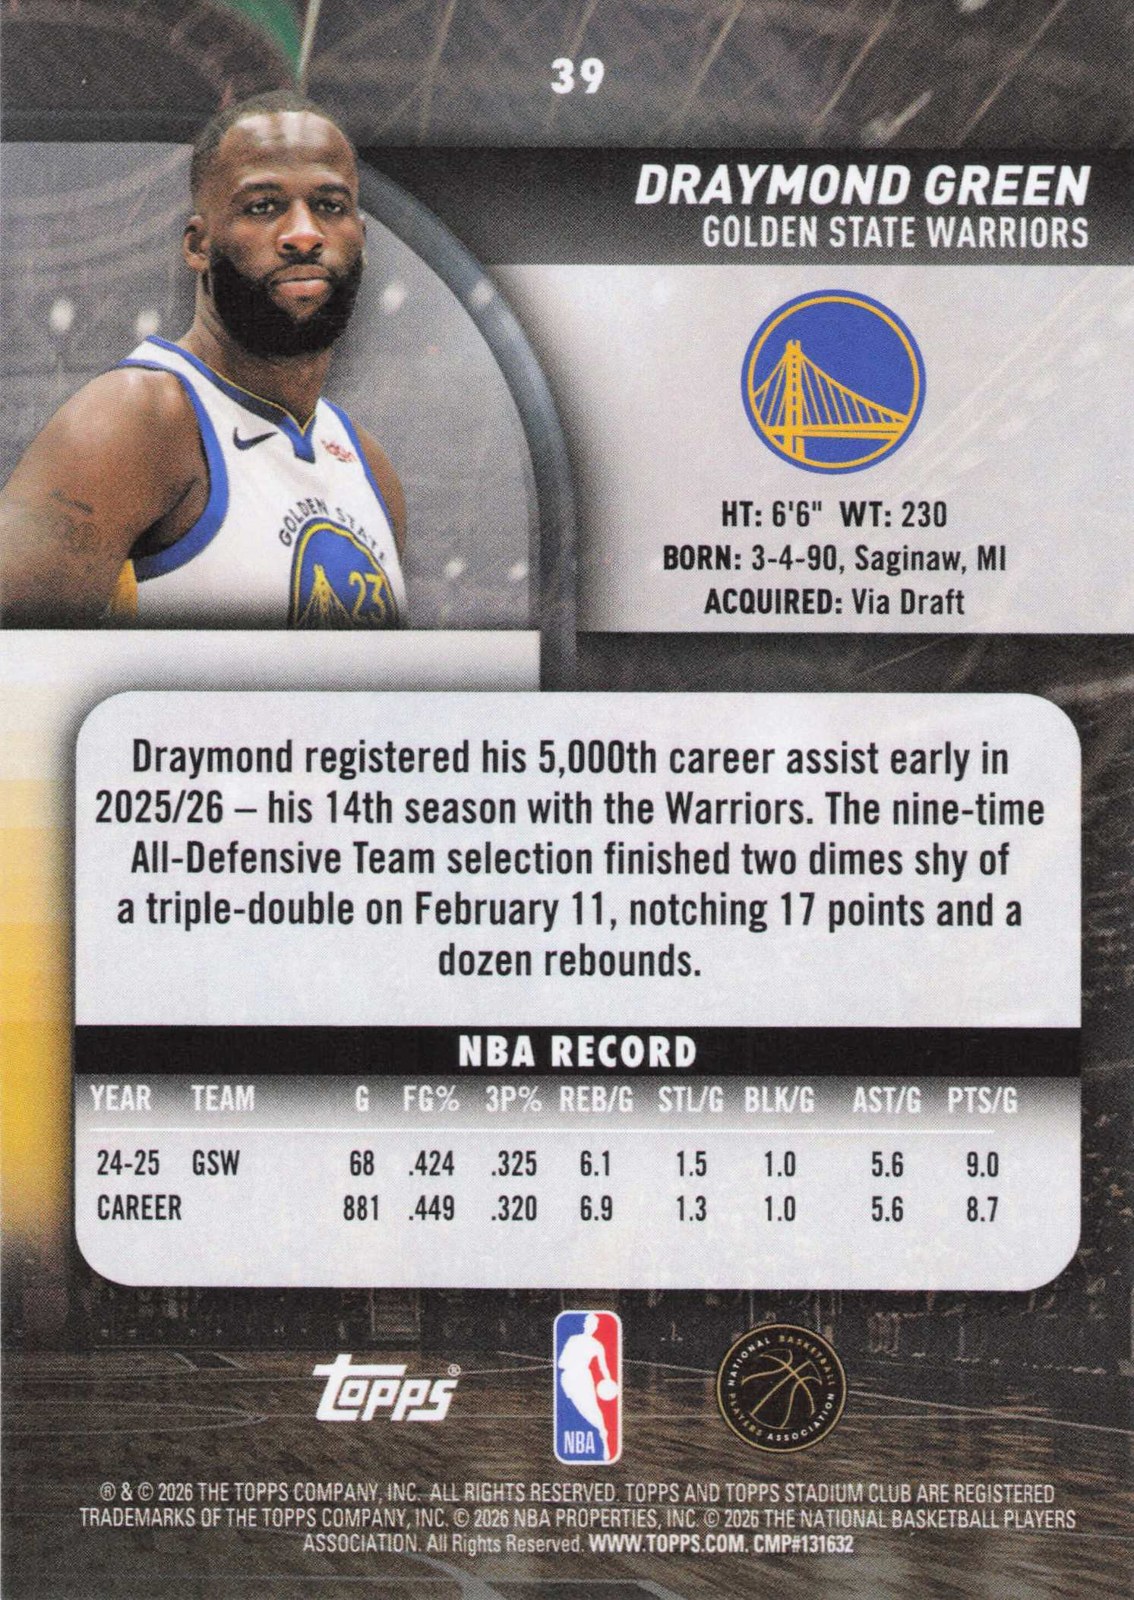 39
DRAYMOND GREEN
GOLDEN STATE WARRIORS
HT: 6'6" WT: 230
BORN: 3-4-90, Saginaw, MI
ACQUIRED: Via Draft
GOLDEN STATE
23
Draymond registered his 5,000th career assist early in
2025/26 – his 14th season with the Warriors. The nine-time
All-Defensive Team selection finished two dimes shy of
a triple-double on February 11, notching 17 points and a
dozen rebounds.
NBA RECORD
YEAR TEAM G FG% 3P% REB/G STL/G BLK/G AST/G PTS/G
24-25 GSW 68 .424 .325 6.1 1.5 1.0 5.6 9.0
CAREER 881 .449 .320 6.9 1.3 1.0 5.6 8.7
topps®
NBA
NATIONAL BASKETBALL PLAYERS ASSOCIATION
® & © 2026 THE TOPPS COMPANY, INC. ALL RIGHTS RESERVED. TOPPS AND TOPPS STADIUM CLUB ARE REGISTERED
TRADEMARKS OF THE TOPPS COMPANY, INC. © 2026 NBA PROPERTIES, INC. © 2026 THE NATIONAL BASKETBALL PLAYERS
ASSOCIATION. All Rights Reserved. WWW.TOPPS.COM. CMP#131632